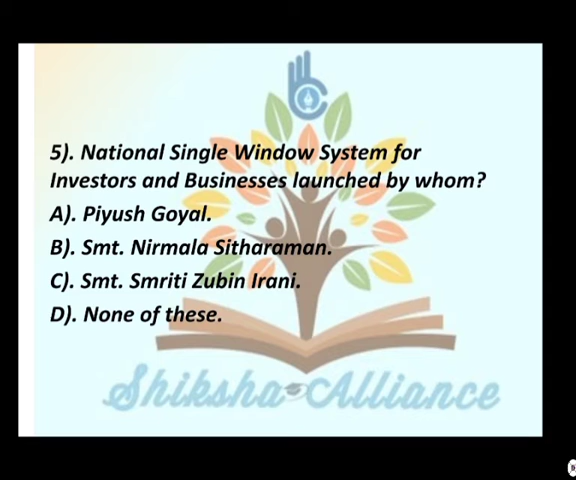 5). National Single Window System for
Investors and Businesses launched by whom?
A). Piyush Goyal.
B). Smt. Nirmala Sitharaman.
C). Smt. Smriti Zubin Irani.
D). None of these.
Shiksha Alliance